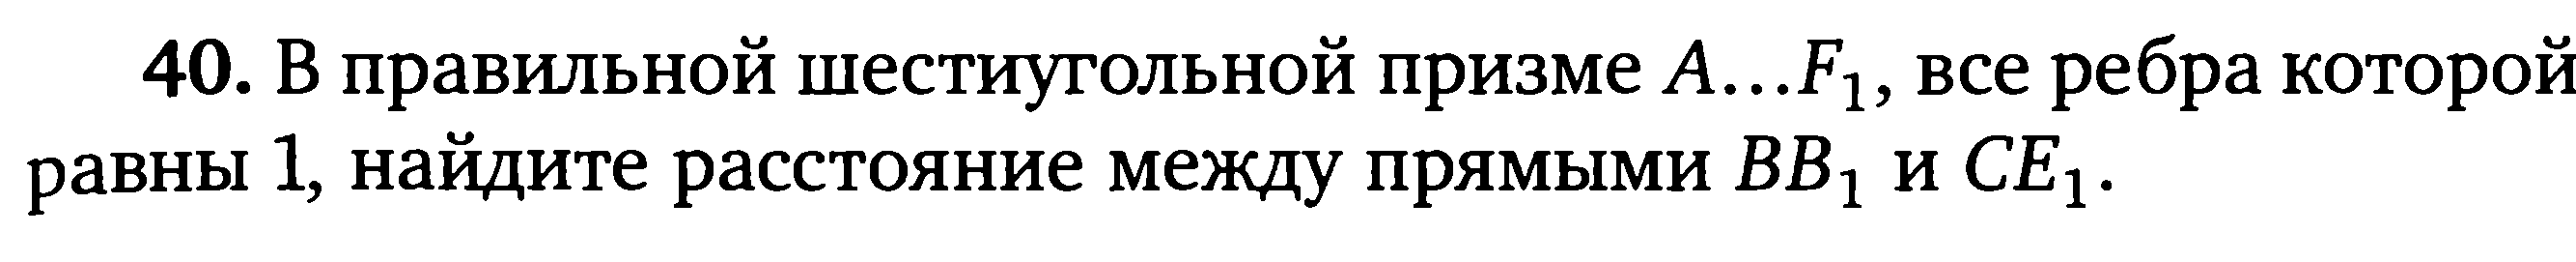 40. В правильной шестиугольной призме A...F₁, все ребра которой
равны 1, найдите расстояние между прямыми BB₁ и CE₁.